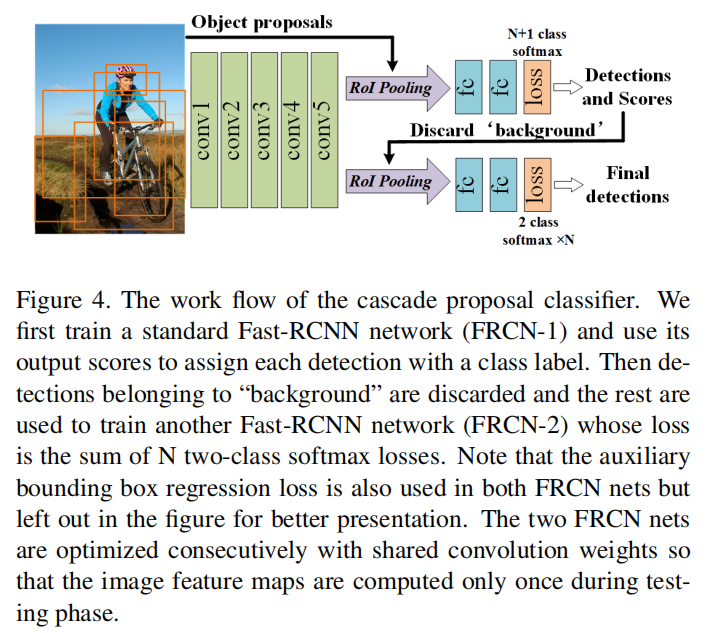 Object proposals
conv1
conv2
conv3
conv4
conv5
RoI Pooling
fc
fc
loss
N+1 class
softmax
Detections
and Scores
Discard ‘background’
RoI Pooling
fc
fc
loss
2 class
softmax ×N
Final
detections
Figure 4. The work flow of the cascade proposal classifier. We
first train a standard Fast-RCNN network (FRCN-1) and use its
output scores to assign each detection with a class label. Then de-
tections belonging to “background” are discarded and the rest are
used to train another Fast-RCNN network (FRCN-2) whose loss
is the sum of N two-class softmax losses. Note that the auxiliary
bounding box regression loss is also used in both FRCN nets but
left out in the figure for better presentation. The two FRCN nets
are optimized consecutively with shared convolution weights so
that the image feature maps are computed only once during test-
ing phase.